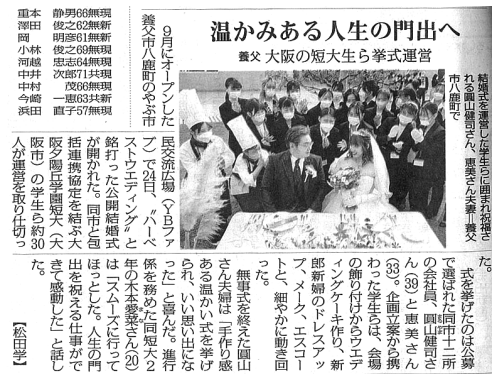 温かみある人生の門出へ
養父 大阪の短大生ら挙式運営
結婚式を運営した学生らに囲まれ祝福さ
れる圓山健司さん、恵美さん夫妻＝養父
市八鹿町で
９月にオープンした
養父市八鹿町のやぶ市
民交流広場（ＹＢファ
ブ）で24日、〝ハーベ
ストウエディング〟と
銘打った公開結婚式
が開かれた。同市と包
括連携協定を結ぶ大
阪夕陽丘学園短大（大
阪市）の学生ら約30
人が運営を取り仕切っ
た。
式を挙げたのは公募
で選ばれた同市十二所
の会社員、圓山健司さ
ん（39）と恵美さん
（33）。企画立案から携
わった学生らは、会場
の飾り付けからウエデ
ィングケーキ作り、新
郎新婦のドレスアッ
プ、メーク、エスコー
トと、細やかに動き回
った。
無事式を終えた圓山
さん夫婦は「手作り感
ある温かい式を挙げ
られ、いい思い出にな
った」と喜んだ。進行
係を務めた同短大２
年の木本愛菜さん（20）
は「スムーズに行って
ほっとした。人生の門
出を祝える仕事がで
きて感動した」と話し
た。
【松田学】
重本 静男66無現
澤田 俊之62無新
岡 明彦61無新
小林 俊之69無現
河越 忠志64無現
中井 次郎71共現
中村 茂66無現
今崎 一恵63共新
浜田 直子57無現